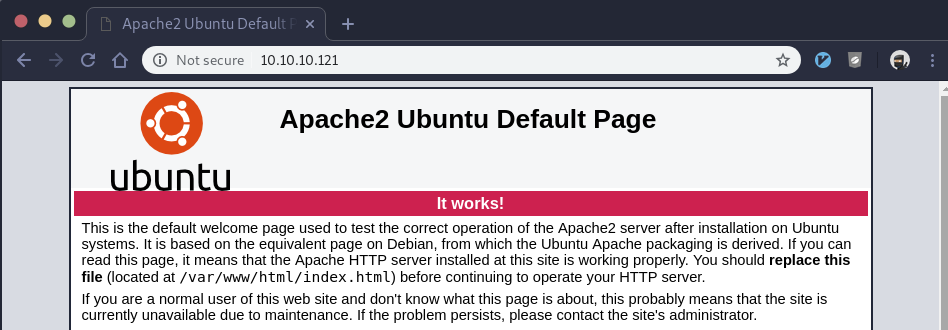 Apache2 Ubuntu Default P
Not secure 10.10.10.121
ubuntu
Apache2 Ubuntu Default Page
It works!
This is the default welcome page used to test the correct operation of the Apache2 server after installation on Ubuntu
systems. It is based on the equivalent page on Debian, from which the Ubuntu Apache packaging is derived. If you can
read this page, it means that the Apache HTTP server installed at this site is working properly. You should replace this
file (located at /var/www/html/index.html) before continuing to operate your HTTP server.
If you are a normal user of this web site and don't know what this page is about, this probably means that the site is
currently unavailable due to maintenance. If the problem persists, please contact the site's administrator.